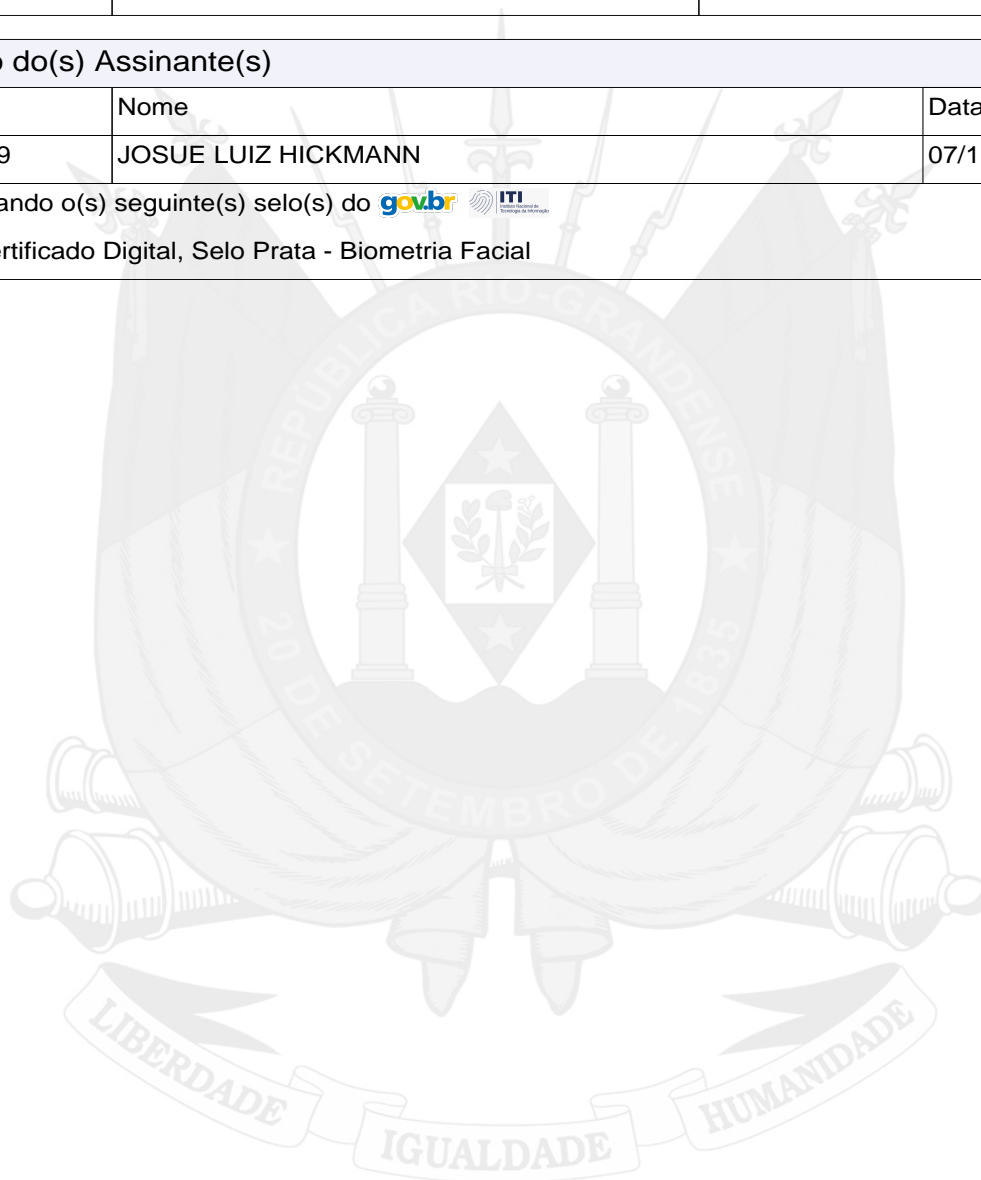 o do(s) Assinante(s)
Nome Data
9 JOSUE LUIZ HICKMANN 07/1
ando o(s) seguinte(s) selo(s) do gov.br ITI
ertificado Digital, Selo Prata - Biometria Facial
REPÚBLICA RIO-GRANDENSE
20 DE SETEMBRO DE 1835
LIBERDADE IGUALDADE HUMANIDADE